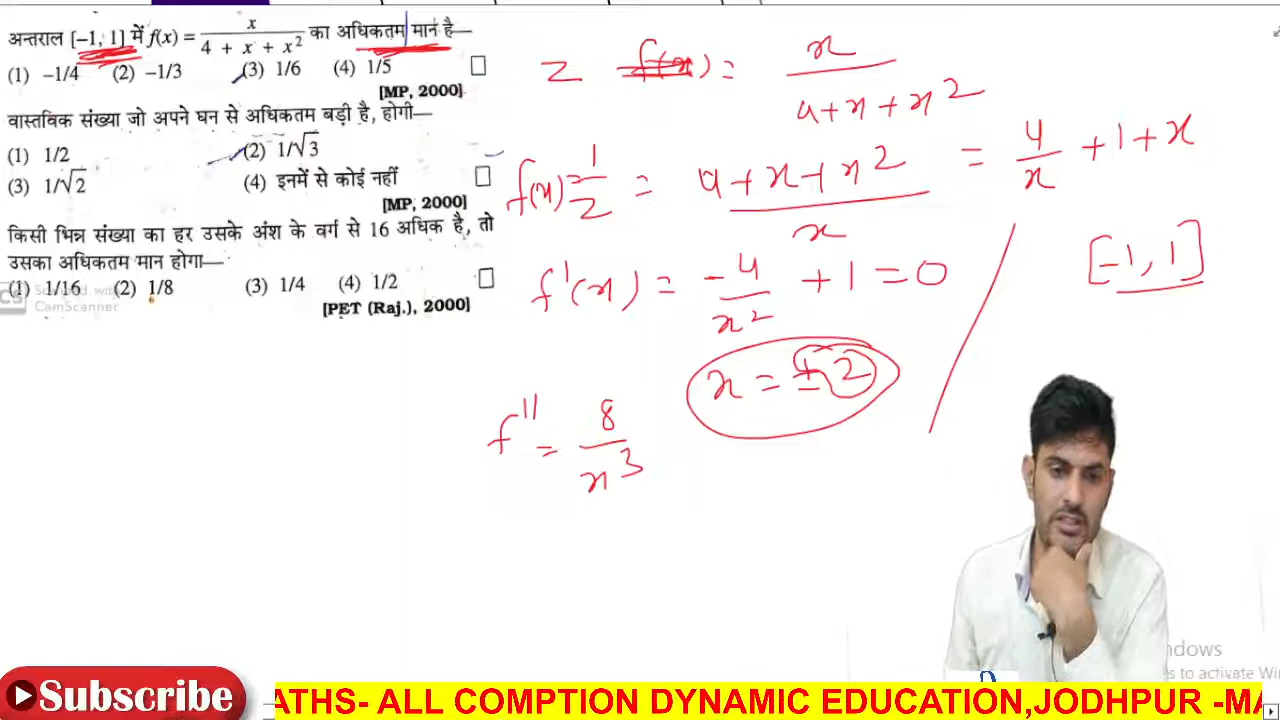 अन्तराल [-1, 1] में f(x) = x / (4 + x + x²) का अधिकतम मान है—
(1) -1/4 (2) -1/3 (3) 1/6 (4) 1/5
[MP, 2000]
वास्तविक संख्या जो अपने घन से अधिकतम बड़ी है, होगी—
(1) 1/2 (2) 1/√3
(3) 1/√2 (4) इनमें से कोई नहीं
[MP, 2000]
किसी भिन्न संख्या का हर उसके अंश के वर्ग से 16 अधिक है, तो
उसका अधिकतम मान होगा—
(1) 1/16 (2) 1/8 (3) 1/4 (4) 1/2
CamScanner
[PET (Raj.), 2000]
z f(x) = x / (4+x+x²)
f(x) = 1/z = (4+x+x²) / x = 4/x + 1 + x
f'(x) = -4/x² + 1 = 0
[-1, 1]
x = ±2
f'' = 8/x³
Subscribe
ATHS- ALL COMPTION DYNAMIC EDUCATION,JODHPUR -MA